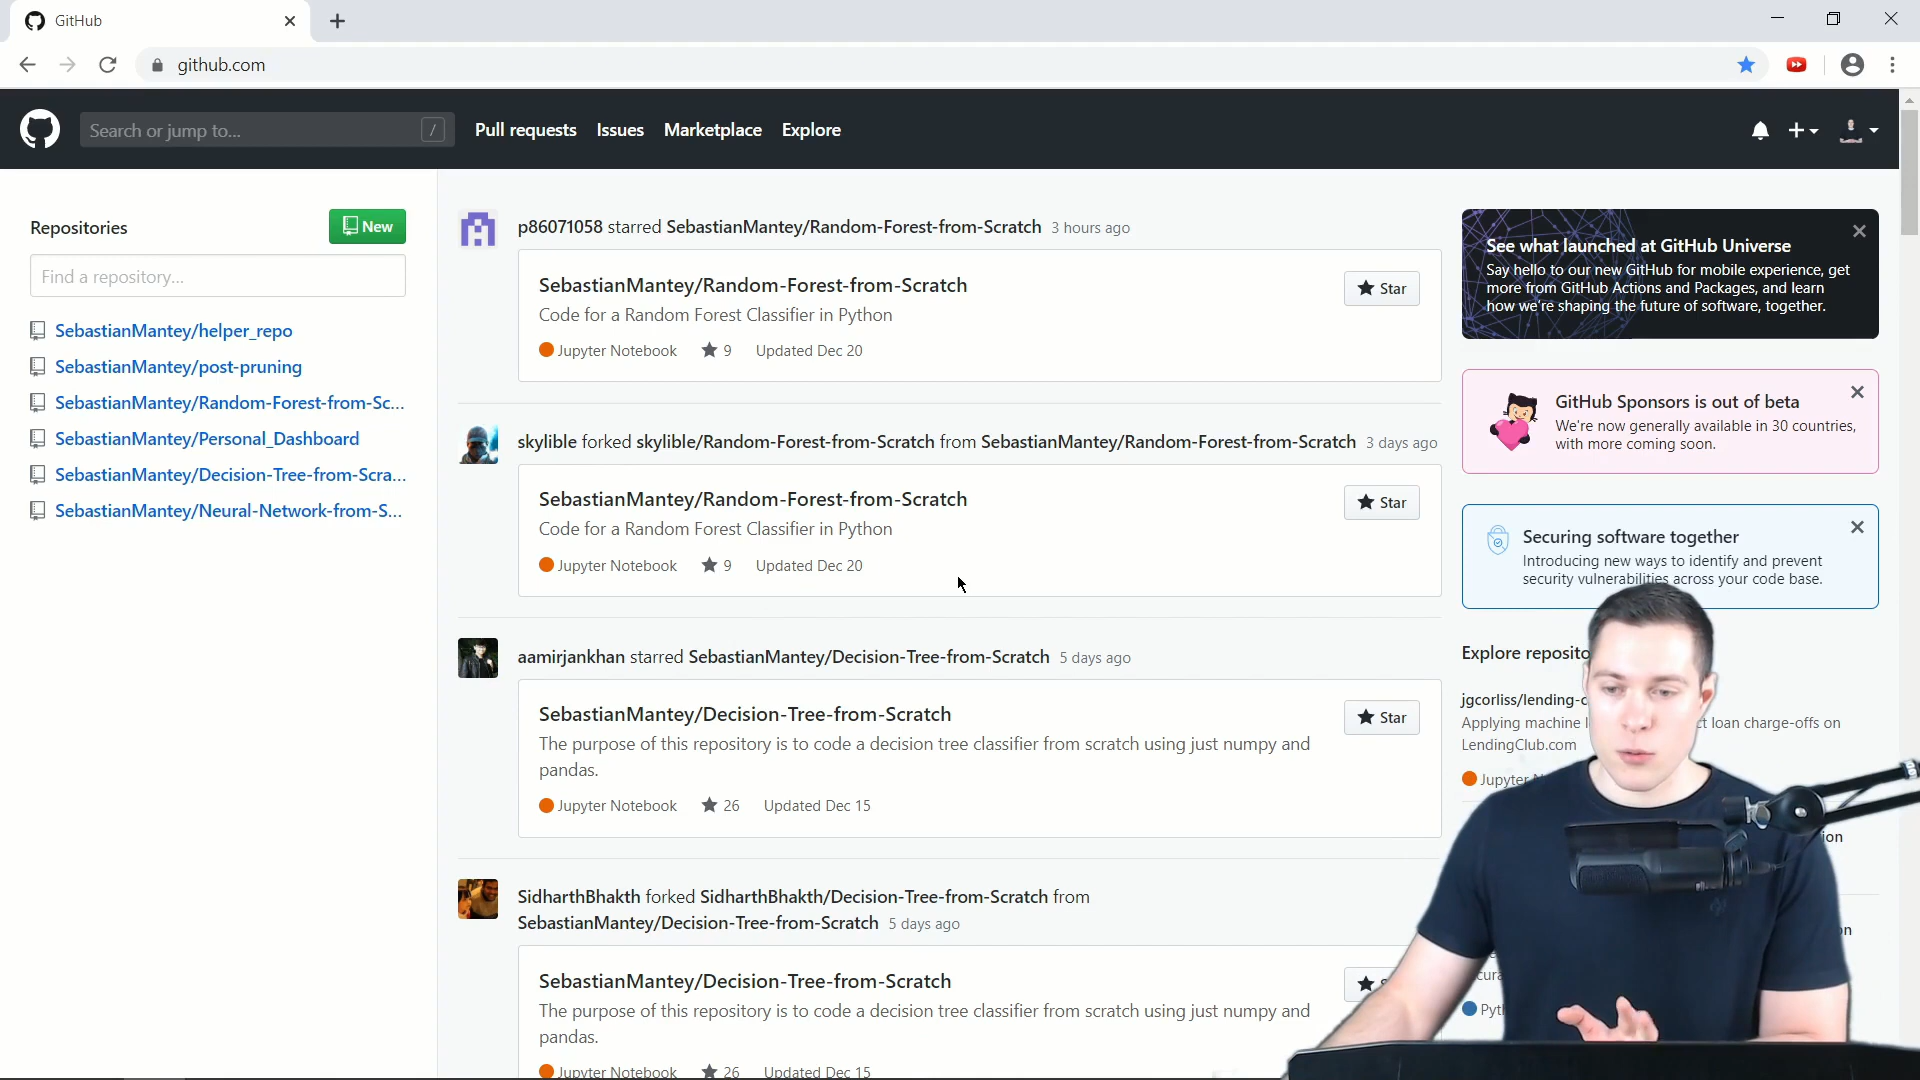 GitHub
github.com
Search or jump to...
/
Pull requests
Issues
Marketplace
Explore
Repositories
New
Find a repository...
SebastianMantey/helper_repo
SebastianMantey/post-pruning
SebastianMantey/Random-Forest-from-Sc...
SebastianMantey/Personal_Dashboard
SebastianMantey/Decision-Tree-from-Scra...
SebastianMantey/Neural-Network-from-S...
p86071058 starred SebastianMantey/Random-Forest-from-Scratch 3 hours ago
SebastianMantey/Random-Forest-from-Scratch
Star
Code for a Random Forest Classifier in Python
Jupyter Notebook 9 Updated Dec 20
skylible forked skylible/Random-Forest-from-Scratch from SebastianMantey/Random-Forest-from-Scratch 3 days ago
SebastianMantey/Random-Forest-from-Scratch
Star
Code for a Random Forest Classifier in Python
Jupyter Notebook 9 Updated Dec 20
aamirjankhan starred SebastianMantey/Decision-Tree-from-Scratch 5 days ago
SebastianMantey/Decision-Tree-from-Scratch
Star
The purpose of this repository is to code a decision tree classifier from scratch using just numpy and
pandas.
Jupyter Notebook 26 Updated Dec 15
SidharthBhakth forked SidharthBhakth/Decision-Tree-from-Scratch from
SebastianMantey/Decision-Tree-from-Scratch 5 days ago
SebastianMantey/Decision-Tree-from-Scratch
The purpose of this repository is to code a decision tree classifier from scratch using just numpy and
pandas.
Jupyter Notebook 26 Updated Dec 15
See what launched at GitHub Universe
Say hello to our new GitHub for mobile experience, get
more from GitHub Actions and Packages, and learn
how we're shaping the future of software, together.
GitHub Sponsors is out of beta
We're now generally available in 30 countries,
with more coming soon.
Securing software together
Introducing new ways to identify and prevent
security vulnerabilities across your code base.
Explore
jgcorliss/lending-
Applying machine loan charge-offs on
LendingClub.com